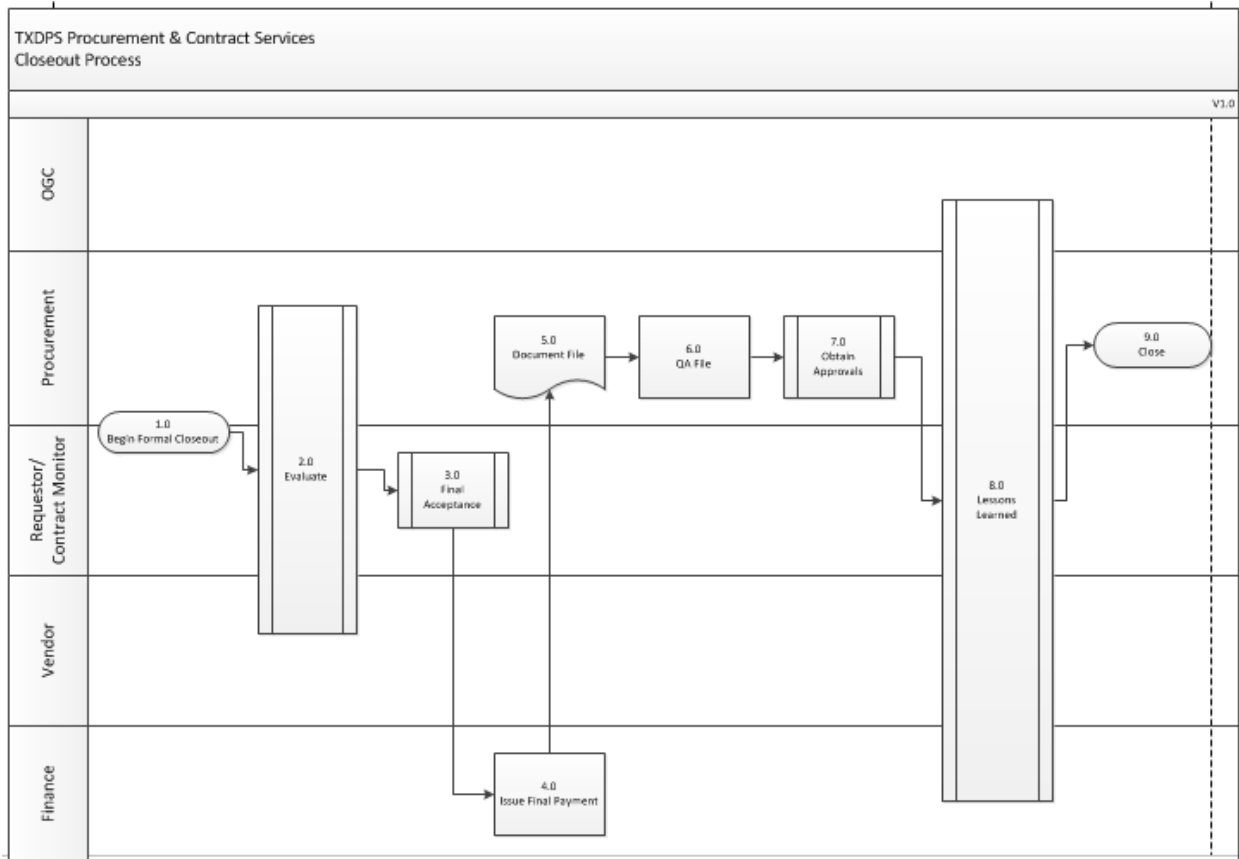 TXDPS Procurement & Contract Services
Closeout Process
V1.0
OGC
Procurement
Requestor/
Contract Monitor
Vendor
Finance
1.0
Begin Formal Closeout
2.0
Evaluate
3.0
Final
Acceptance
4.0
Issue Final Payment
5.0
Document File
6.0
QA File
7.0
Obtain
Approvals
8.0
Lessons
Learned
9.0
Close